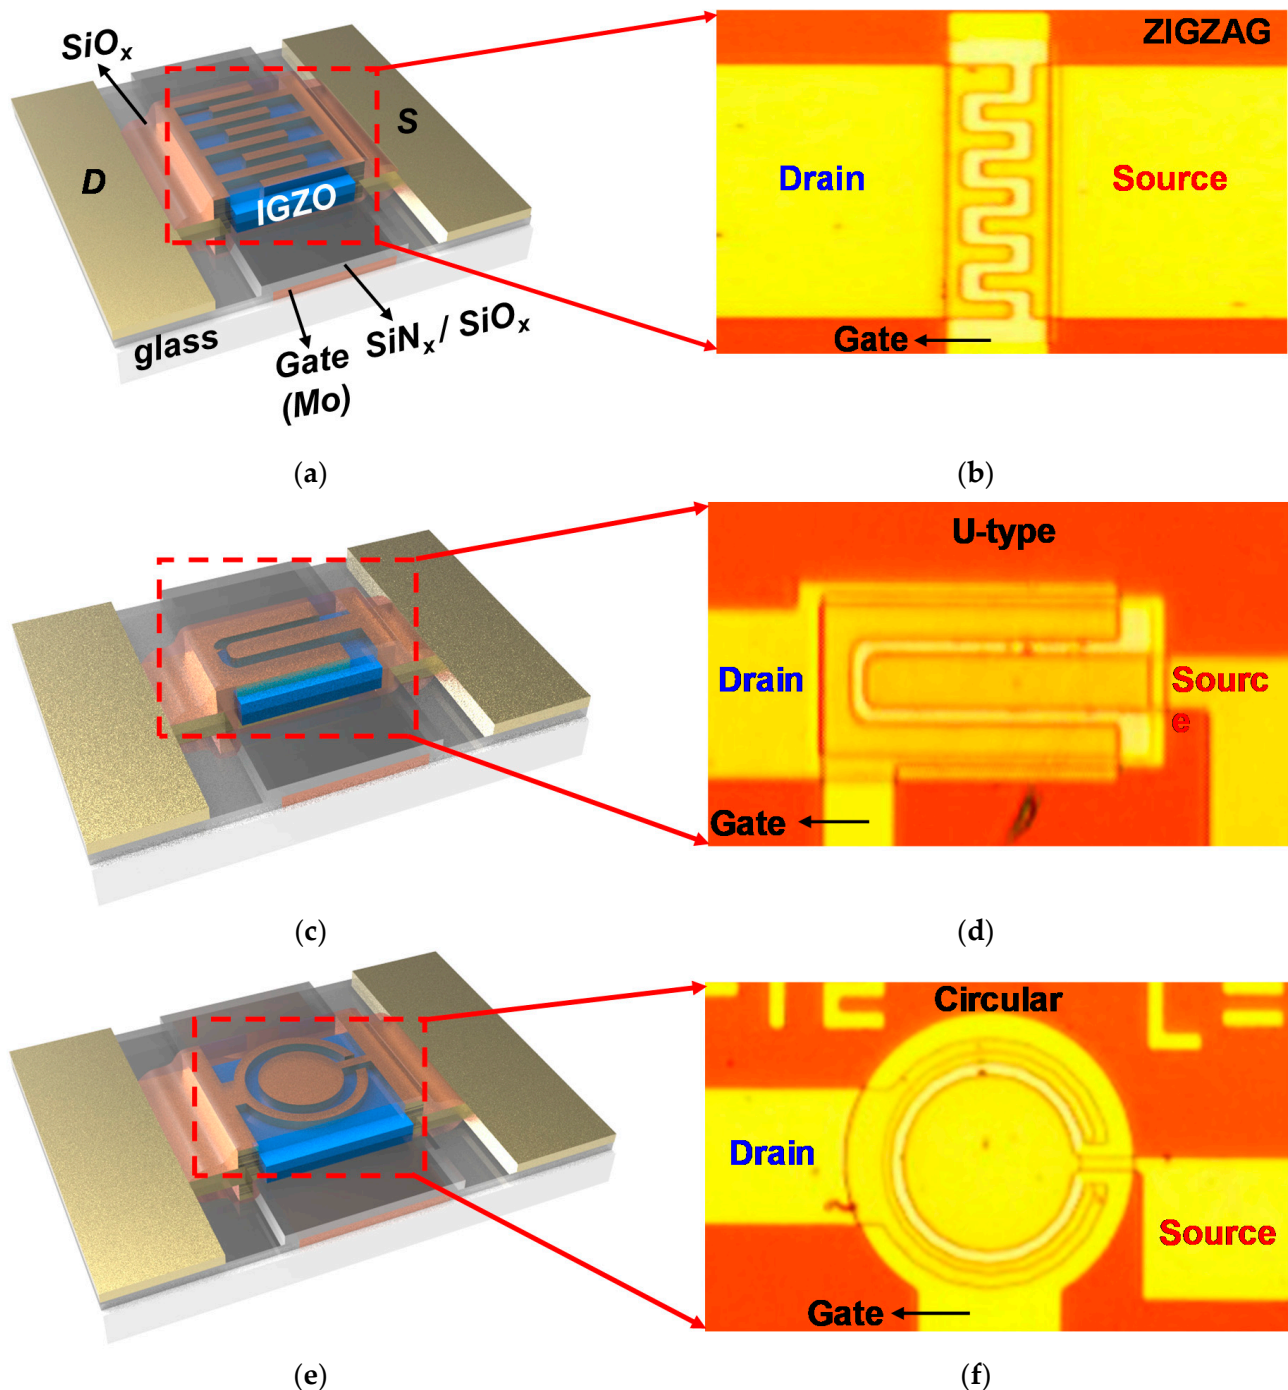 SiOx
S
D
IGZO
glass
Gate
(Mo)
SiNx / SiOx
ZIGZAG
Drain
Source
Gate
(a)
(b)
U-type
Drain
Sourc
e
Gate
(c)
(d)
Circular
Drain
Source
Gate
(e)
(f)